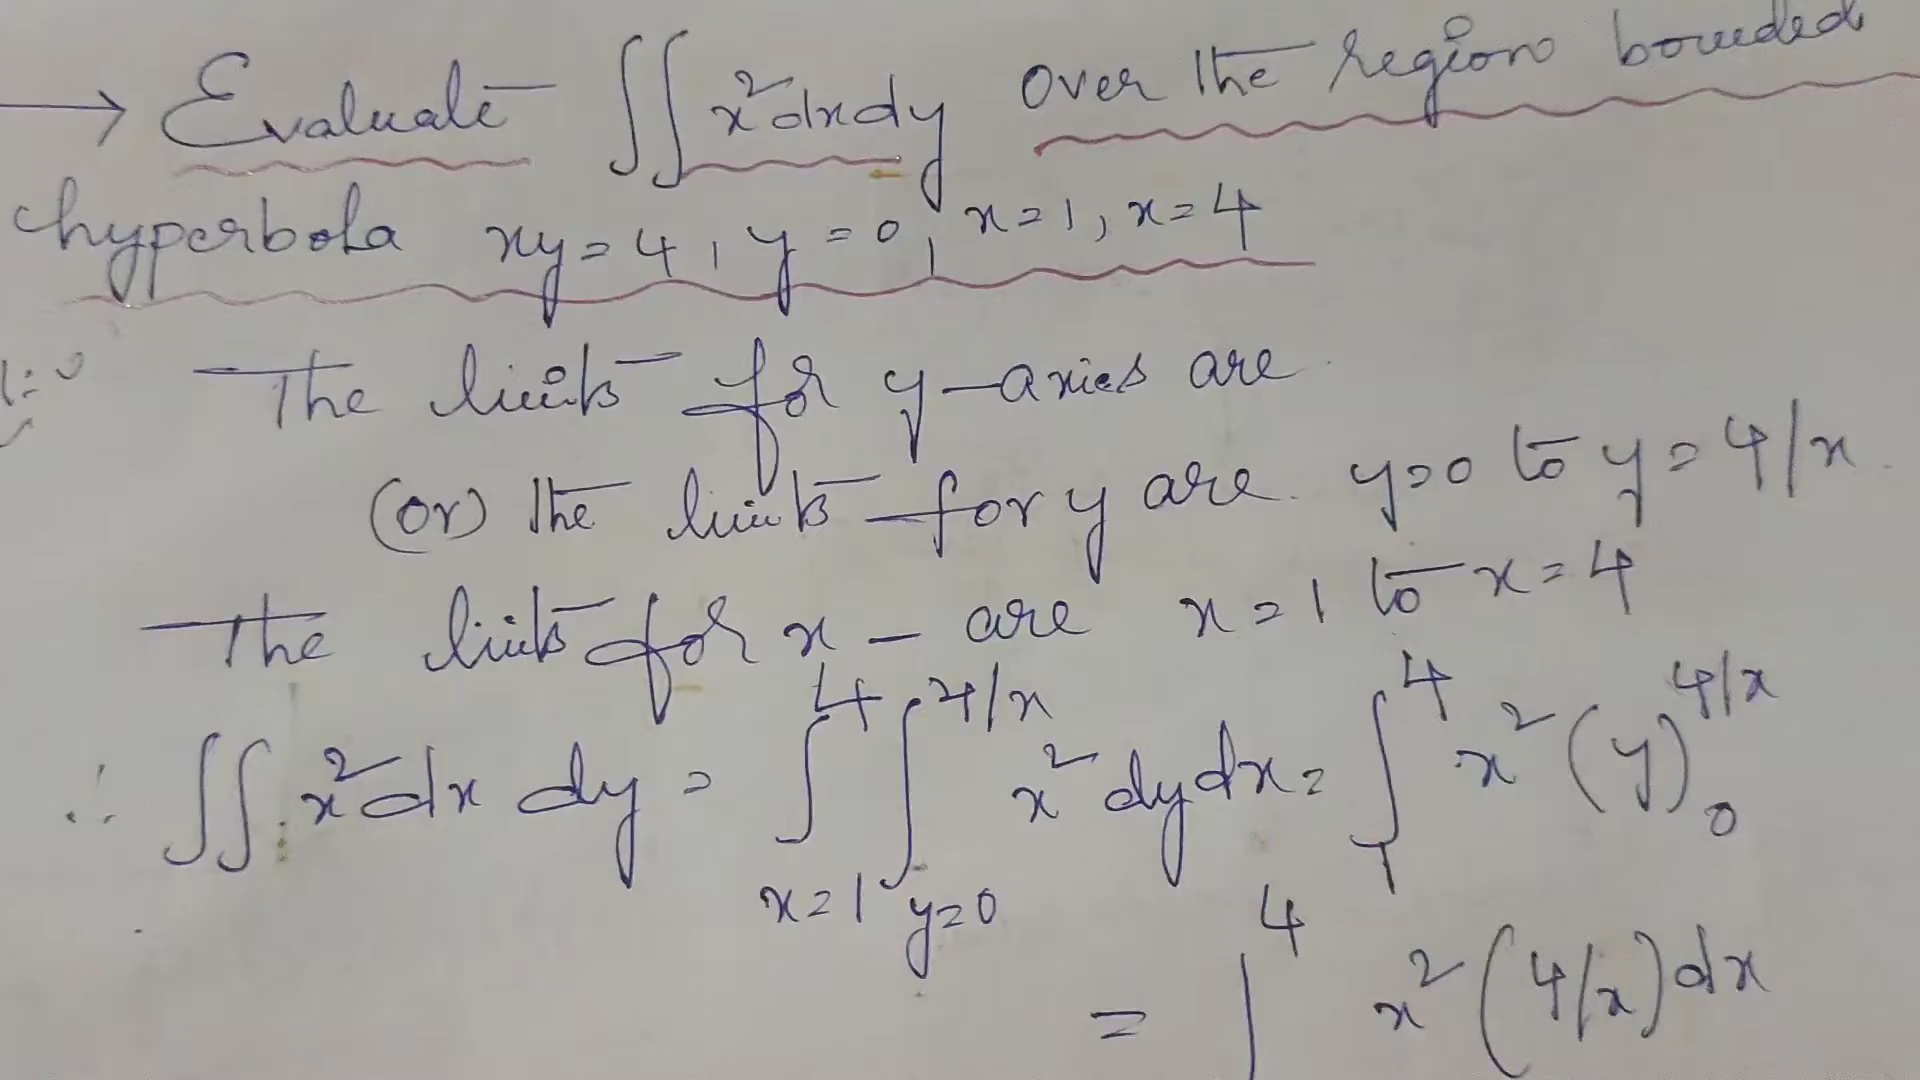 → Evaluate ∬ x² dx dy over the region bounded
hyperbola xy = 4, y = 0, x = 1, x = 4
The limits for y-axies are
(or) the limits for y are y=0 to y = 4/x
The limits for x - are x = 1 to x = 4
∴ ∬ x² dx dy = ∫_{x=1}^{4} ∫_{y=0}^{4/x} x² dy dx = ∫_{1}^{4} x² (y)_{0}^{4/x}
= ∫^{4} x² (4/x) dx